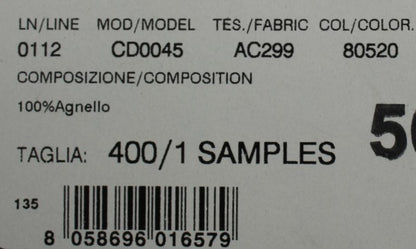 LN/LINE MOD/MODEL TES./FABRIC COL/COLOR.
0112 CD0045 AC299 80520
COMPOSIZIONE/COMPOSITION
100%Agnello
TAGLIA: 400/1 SAMPLES
135
8 058696 016579